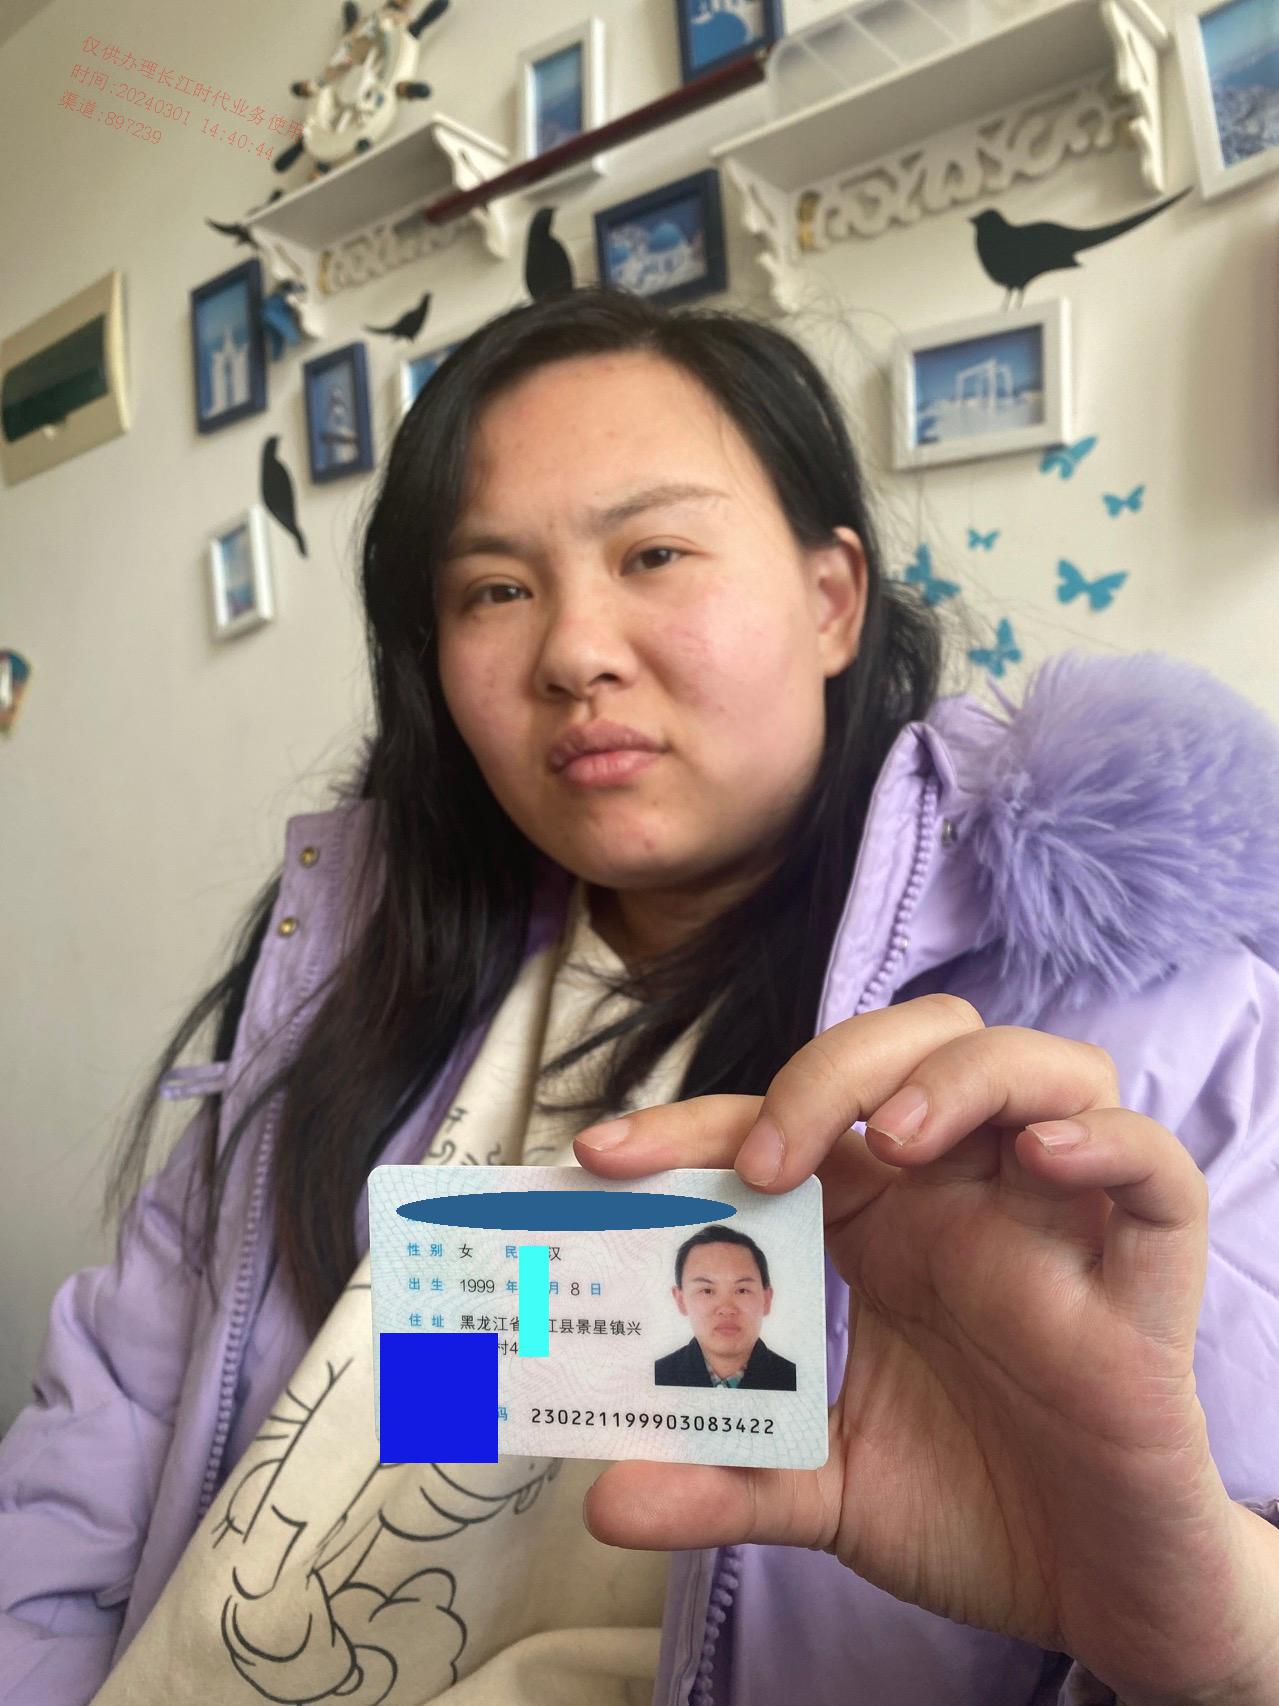 仅供办理长江时代业务使用
时间:20240301 14:40:44
渠道:897239
性别 女 民 汉
出生 1999 年 月 8 日
住址 黑龙江省 江县景星镇兴
村4
码 230221199903083422